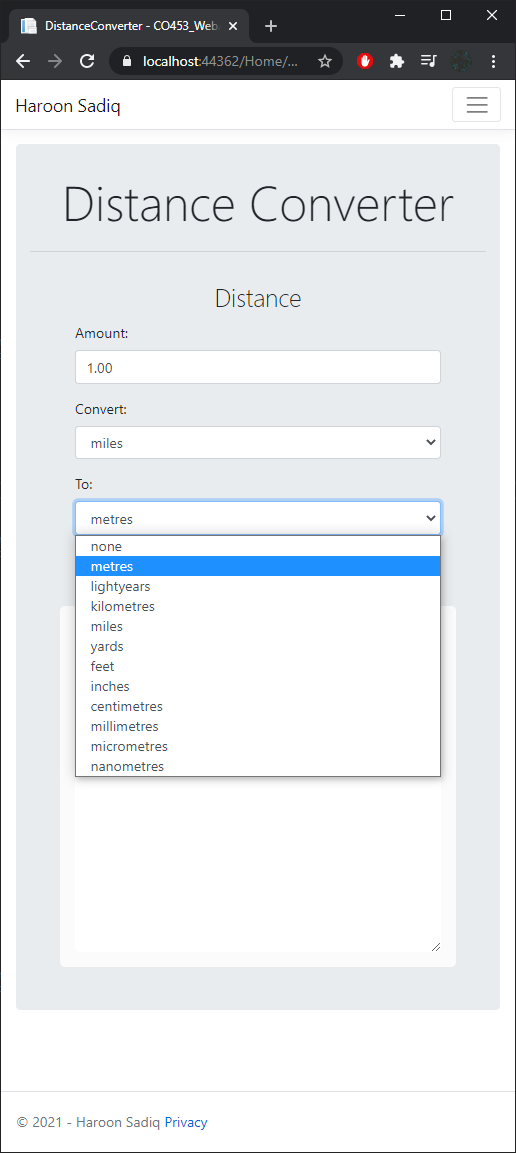 DistanceConverter - CO453_Web
localhost:44362/Home/...
Haroon Sadiq
Distance Converter
Distance
Amount:
1.00
Convert:
miles
To:
metres
none
metres
lightyears
kilometres
miles
yards
feet
inches
centimetres
millimetres
micrometres
nanometres
© 2021 - Haroon Sadiq Privacy